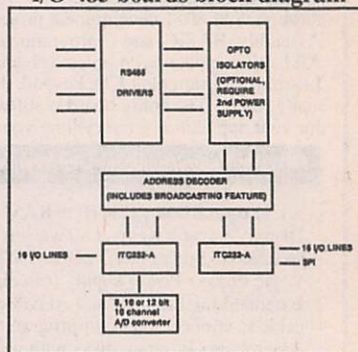 I/O-485 boards block diagram
RS485
DRIVERS
OPTO
ISOLATORS
(OPTIONAL,
REQUIRE
2nd POWER
SUPPLY)
ADDRESS DECODER
(INCLUDES BROADCASTING FEATURE)
16 I/O LINES
ITC232-A
ITC232-A
16 I/O LINES
SPI
8, 10 or 12 bit
10 channel
A/D converter